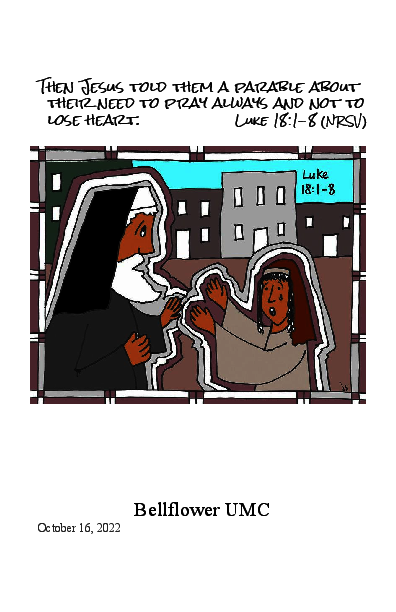 Then Jesus told them a parable about
their need to pray always and not to
lose heart. Luke 18:1-8 (NRSV)
Luke
18:1-8
Bellflower UMC
October 16, 2022